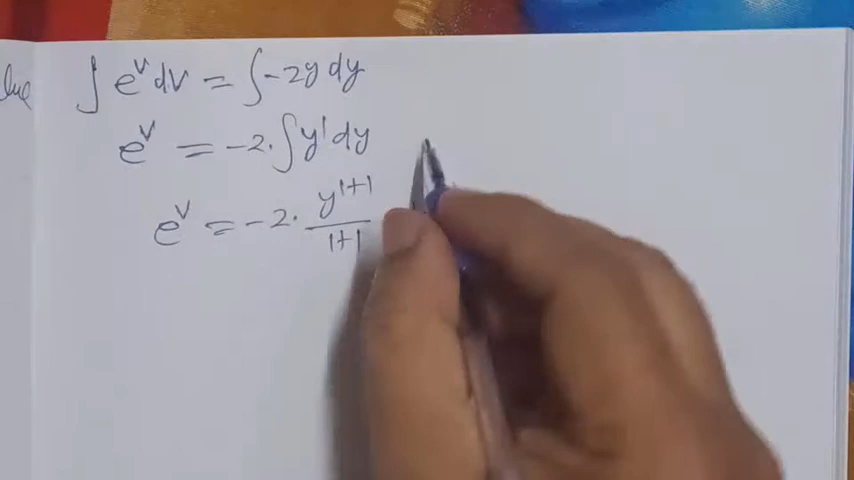 ∫ e^v dv = ∫ -2y dy
e^v = -2. ∫ y^1 dy
e^v = -2. y^(1+1) / 1+1